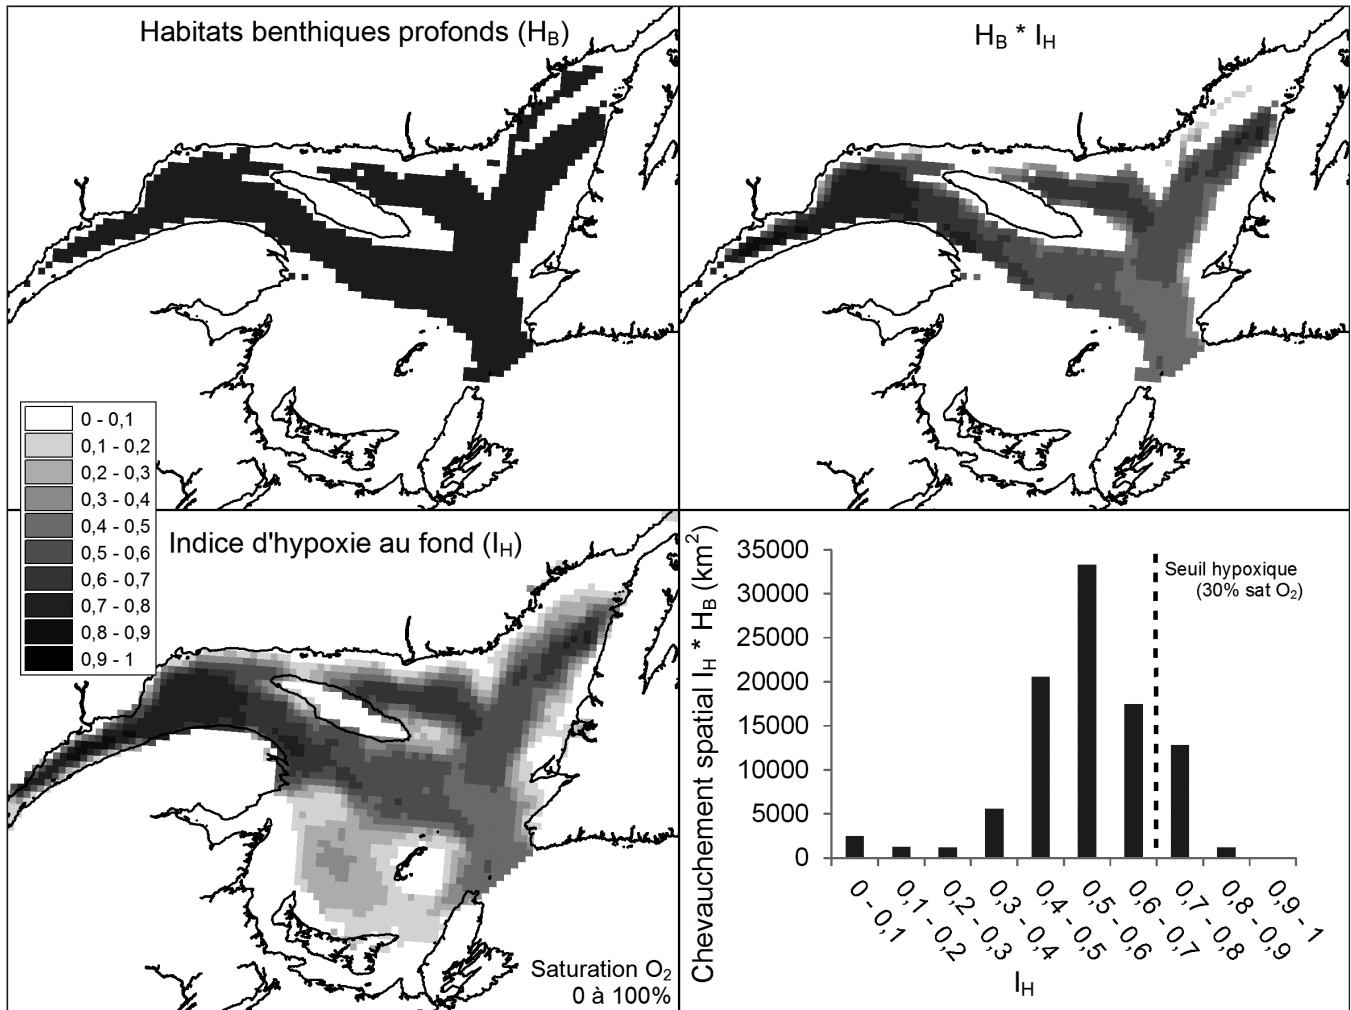 Habitats benthiques profonds (HB)
HB * IH
0 - 0,1
0,1 - 0,2
0,2 - 0,3
0,3 - 0,4
0,4 - 0,5
0,5 - 0,6
0,6 - 0,7
0,7 - 0,8
0,8 - 0,9
0,9 - 1
Indice d'hypoxie au fond (IH)
Saturation O2
0 à 100%
Chevauchement spatial IH * HB (km2)
35000
30000
25000
20000
15000
10000
5000
0
Seuil hypoxique
(30% sat O2)
0 - 0,1
0,1 - 0,2
0,2 - 0,3
0,3 - 0,4
0,4 - 0,5
0,5 - 0,6
0,6 - 0,7
0,7 - 0,8
0,8 - 0,9
0,9 - 1
IH